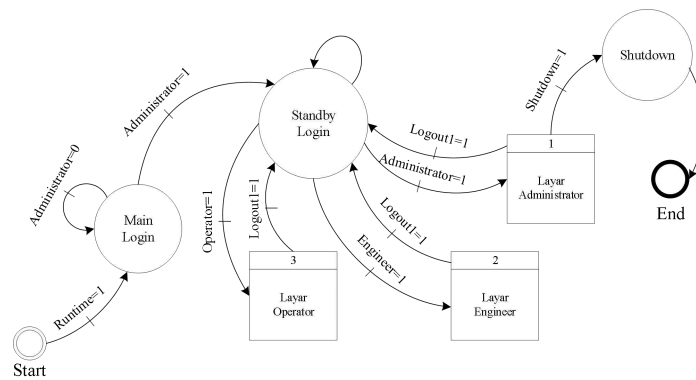 Shutdown
Shutdown=1
Administrator=1
Standby
Login
Logout1=1
Administrator=1
1
Layar
Administrator
Administrator=0
Main
Login
Operator=1
Logout1=1
Logout1=1
Engineer=1
End
3
Layar
Operator
2
Layar
Engineer
Runtime=1
Start